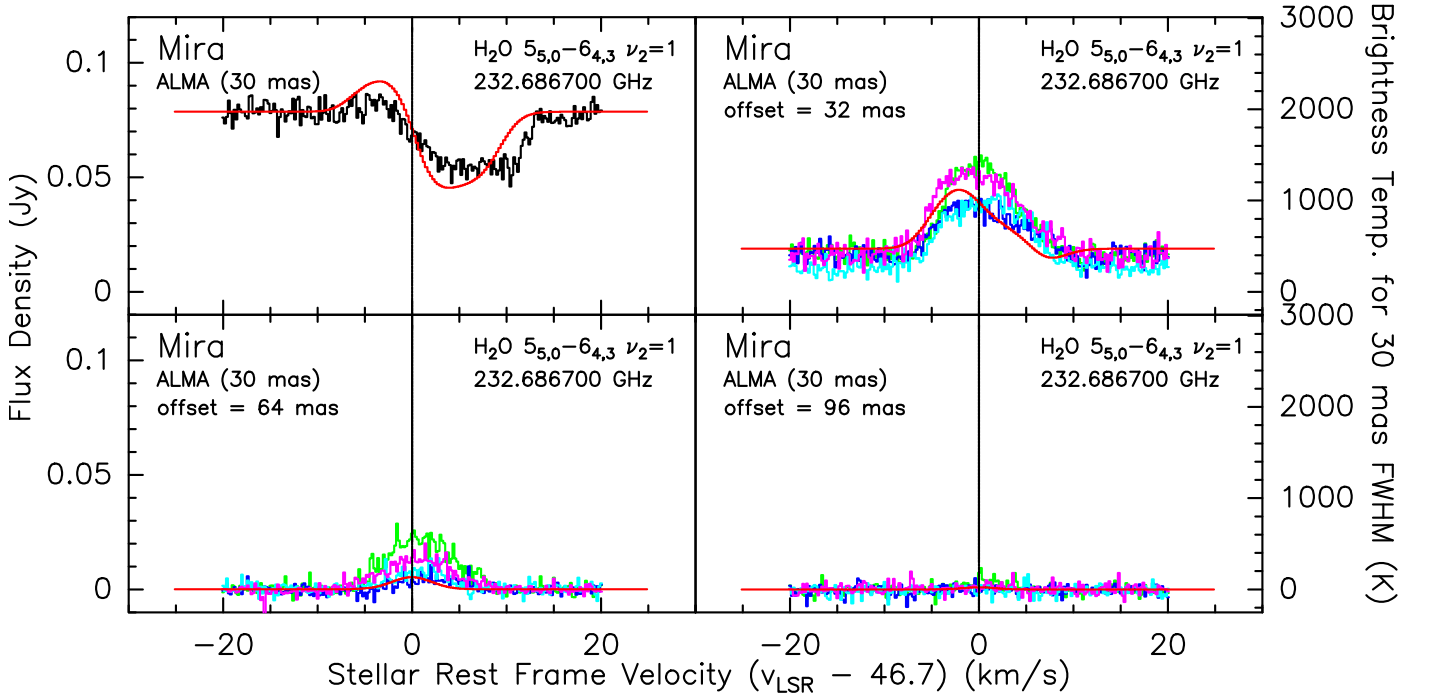 Mira
ALMA (30 mas)
H₂O 5₅,₀−6₄,₃ ν₂=1
232.686700 GHz
Mira
ALMA (30 mas)
offset = 32 mas
H₂O 5₅,₀−6₄,₃ ν₂=1
232.686700 GHz
Mira
ALMA (30 mas)
offset = 64 mas
H₂O 5₅,₀−6₄,₃ ν₂=1
232.686700 GHz
Mira
ALMA (30 mas)
offset = 96 mas
H₂O 5₅,₀−6₄,₃ ν₂=1
232.686700 GHz
0.1
0.05
0
0.1
0.05
0
Flux Density (Jy)
3000
2000
1000
0
3000
2000
1000
0
Brightness Temp. for 30 mas FWHM (K)
−20 0 20 −20 0 20
Stellar Rest Frame Velocity (v_LSR − 46.7) (km/s)